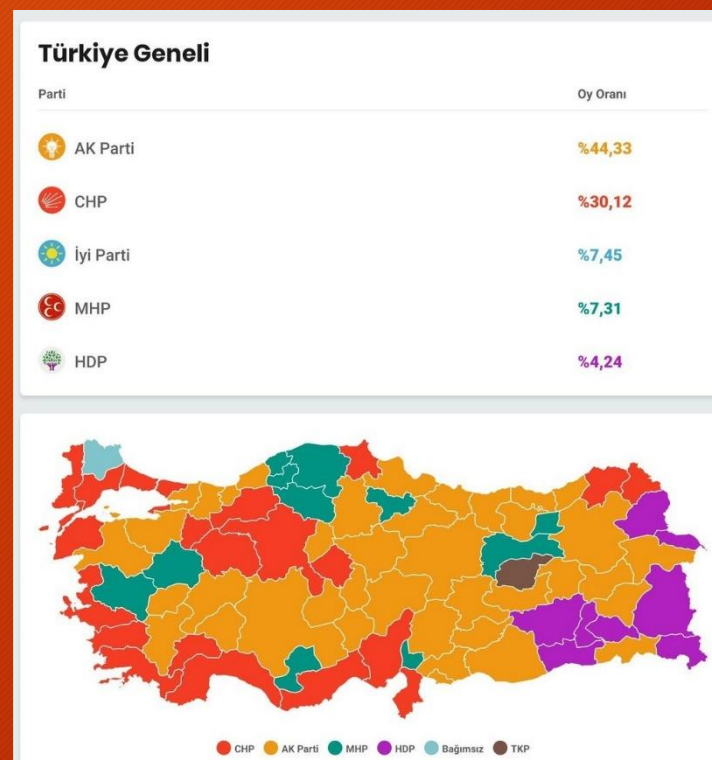 Türkiye Geneli
Parti Oy Oranı
AK Parti %44,33
CHP %30,12
İyi Parti %7,45
MHP %7,31
HDP %4,24
CHP AK Parti MHP HDP Bağımsız TKP